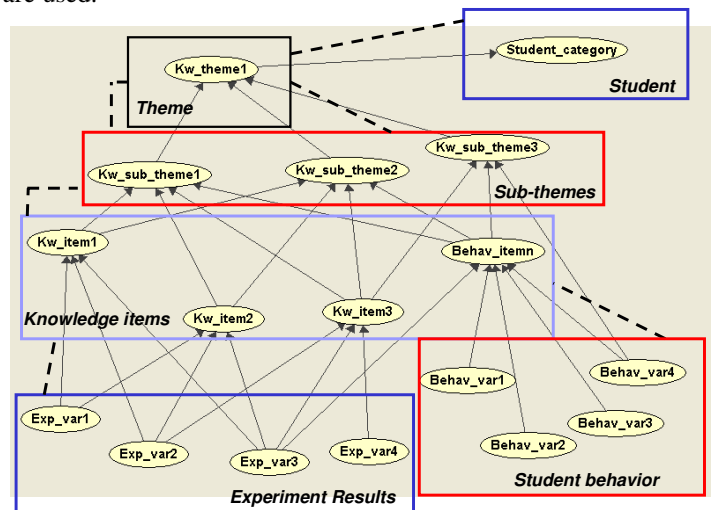 are used.
Student_category
Kw_theme1
Student
Theme
Kw_sub_theme3
Kw_sub_theme1
Kw_sub_theme2
Sub-themes
Kw_item1
Behav_itemn
Kw_item2
Kw_item3
Knowledge items
Behav_var1
Behav_var4
Exp_var1
Behav_var3
Exp_var2
Exp_var3
Exp_var4
Behav_var2
Student behavior
Experiment Results